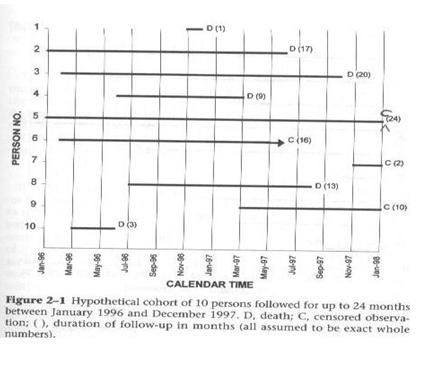 1
D (1)
2
D (17)
3
D (20)
4
D (9)
5
C
(24)
6
C (16)
7
C (2)
8
D (13)
9
C (10)
10
D (3)
PERSON NO.
Jan-96
Mar-96
May-96
Jul-96
Sep-96
Nov-96
Jan-97
Mar-97
May-97
Jul-97
Sep-97
Nov-97
Jan-98
CALENDAR TIME
Figure 2–1 Hypothetical cohort of 10 persons followed for up to 24 months
between January 1996 and December 1997. D, death; C, censored observa-
tion; ( ), duration of follow-up in months (all assumed to be exact whole
numbers).